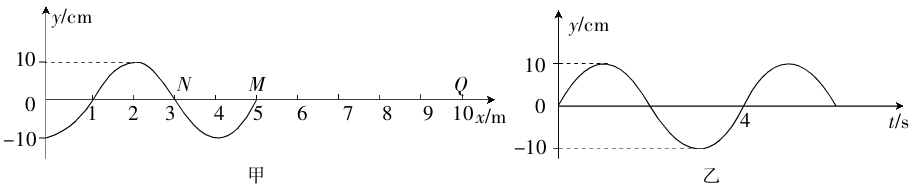 y/cm
10
0
-10
N
M
Q
1 2 3 4 5 6 7 8 9 10 x/m
甲
y/cm
10
0
-10
4
t/s
乙